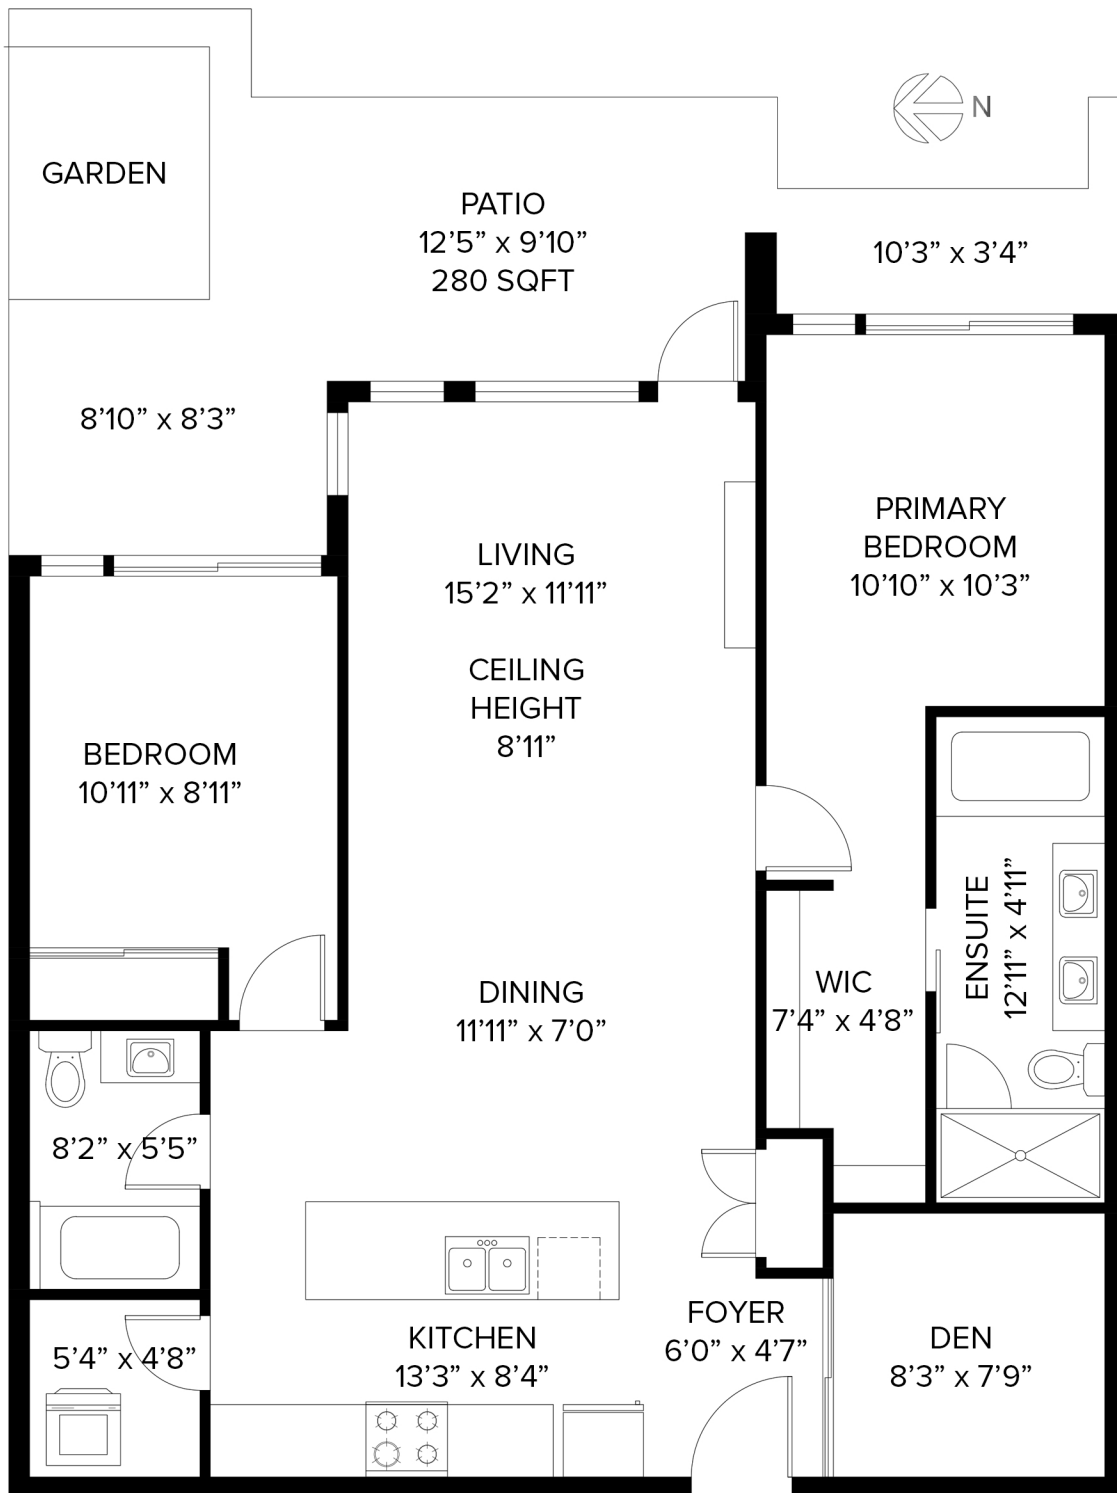 N
GARDEN
PATIO
12’5” x 9’10”
280 SQFT
10’3” x 3’4”
8’10” x 8’3”
LIVING
15’2” x 11’11”
CEILING
HEIGHT
8’11”
PRIMARY
BEDROOM
10’10” x 10’3”
BEDROOM
10’11” x 8’11”
ENSUITE
12’11” x 4’11”
WIC
7’4” x 4’8”
DINING
11’11” x 7’0”
8’2” x 5’5”
FOYER
6’0” x 4’7”
KITCHEN
13’3” x 8’4”
DEN
8’3” x 7’9”
5’4” x 4’8”